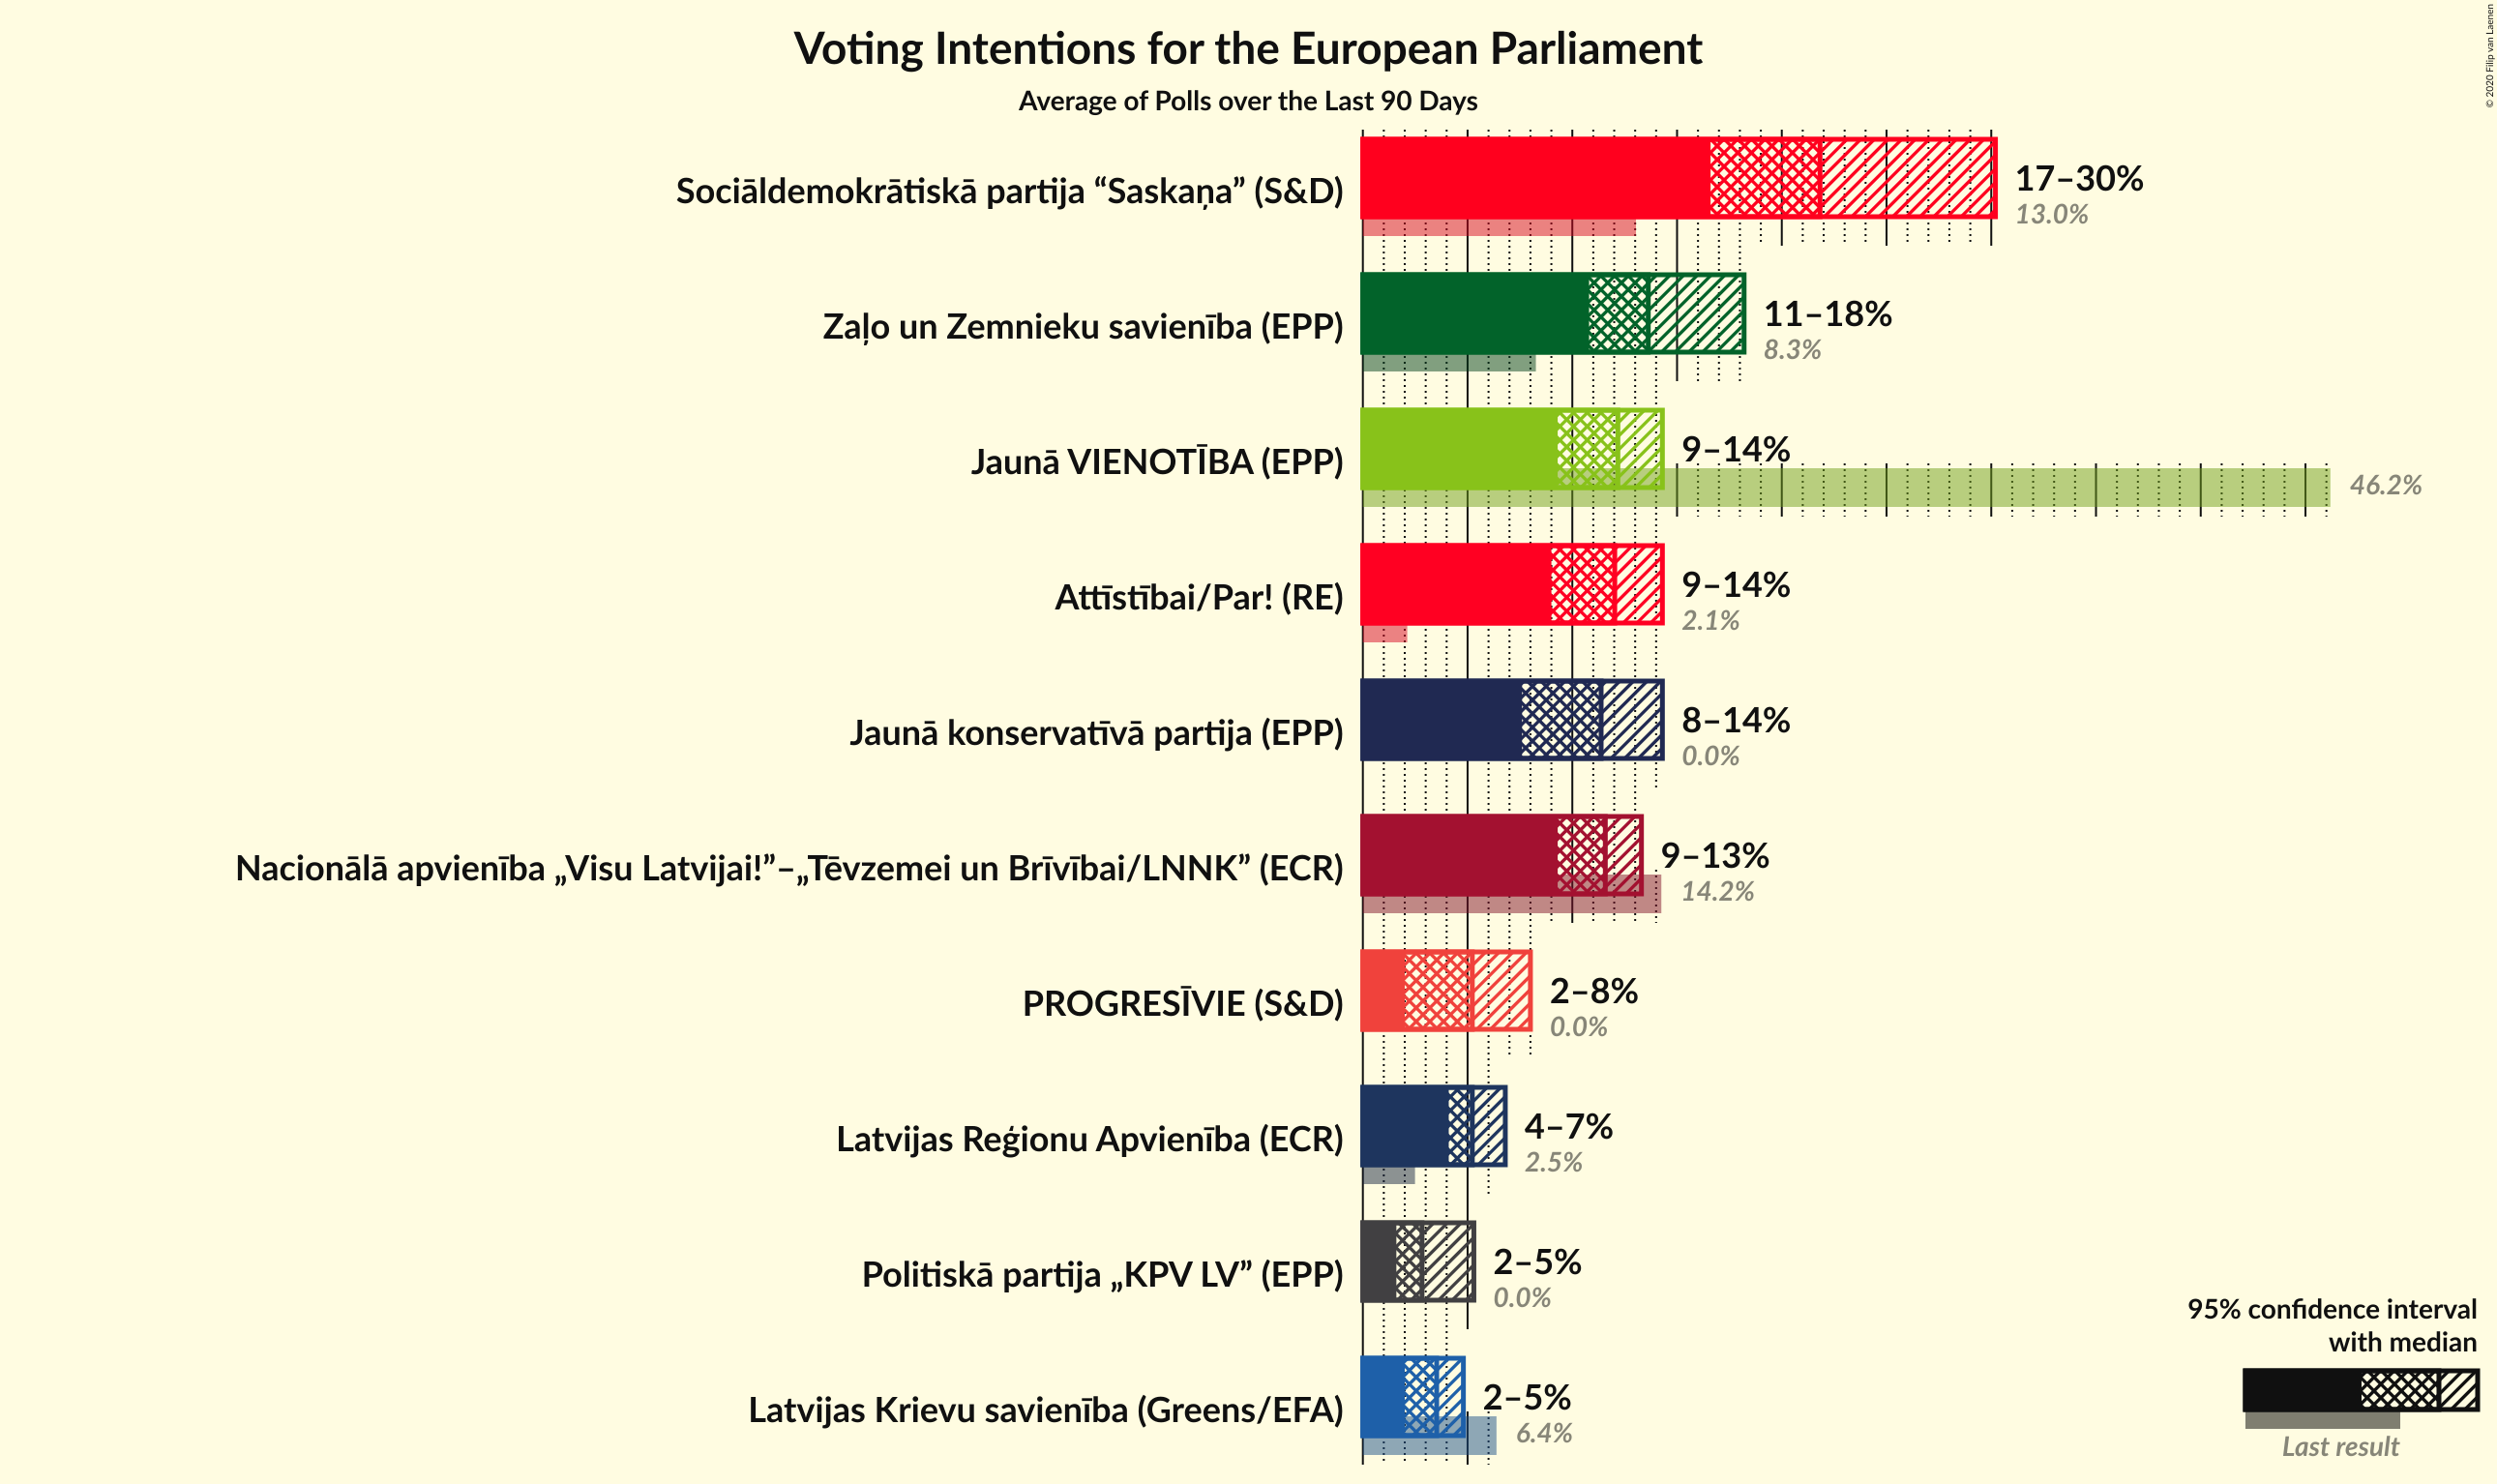 Voting Intentions for the European Parliament
Average of Polls over the Last 90 Days
© 2020 Filip van Laenen
Sociāldemokrātiskā partija “Saskaņa” (S&D)
17–30%
13.0%
Zaļo un Zemnieku savienība (EPP)
11–18%
8.3%
Jaunā VIENOTĪBA (EPP)
9–14%
46.2%
Attīstībai/Par! (RE)
9–14%
2.1%
Jaunā konservatīvā partija (EPP)
8–14%
0.0%
Nacionālā apvienība „Visu Latvijai!”–„Tēvzemei un Brīvībai/LNNK” (ECR)
9–13%
14.2%
PROGRESĪVIE (S&D)
2–8%
0.0%
Latvijas Reģionu Apvienība (ECR)
4–7%
2.5%
Politiskā partija „KPV LV” (EPP)
2–5%
0.0%
Latvijas Krievu savienība (Greens/EFA)
2–5%
6.4%
95% confidence interval
with median
Last result